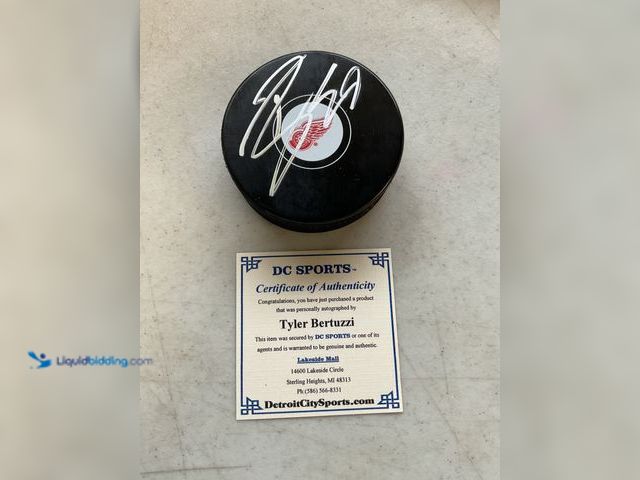 DC SPORTS™
Certificate of Authenticity
Congratulations, you have just purchased a product
that was personally autographed by
Tyler Bertuzzi
This item was secured by DC SPORTS or one of its
agents and is warranted to be genuine and authentic.
Lakeside Mall
14600 Lakeside Circle
Sterling Heights, MI 48313
Ph (586) 566-8331
DetroitCitySports.com
Liquidbidding.com